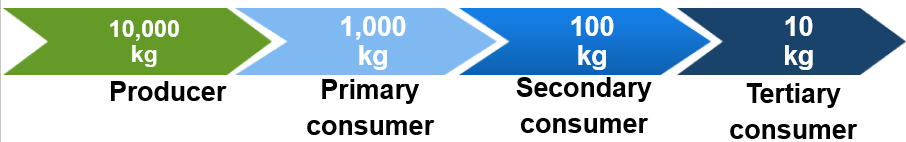 10,000
kg
Producer
1,000
kg
Primary
consumer
100
kg
Secondary
consumer
10
kg
Tertiary
consumer